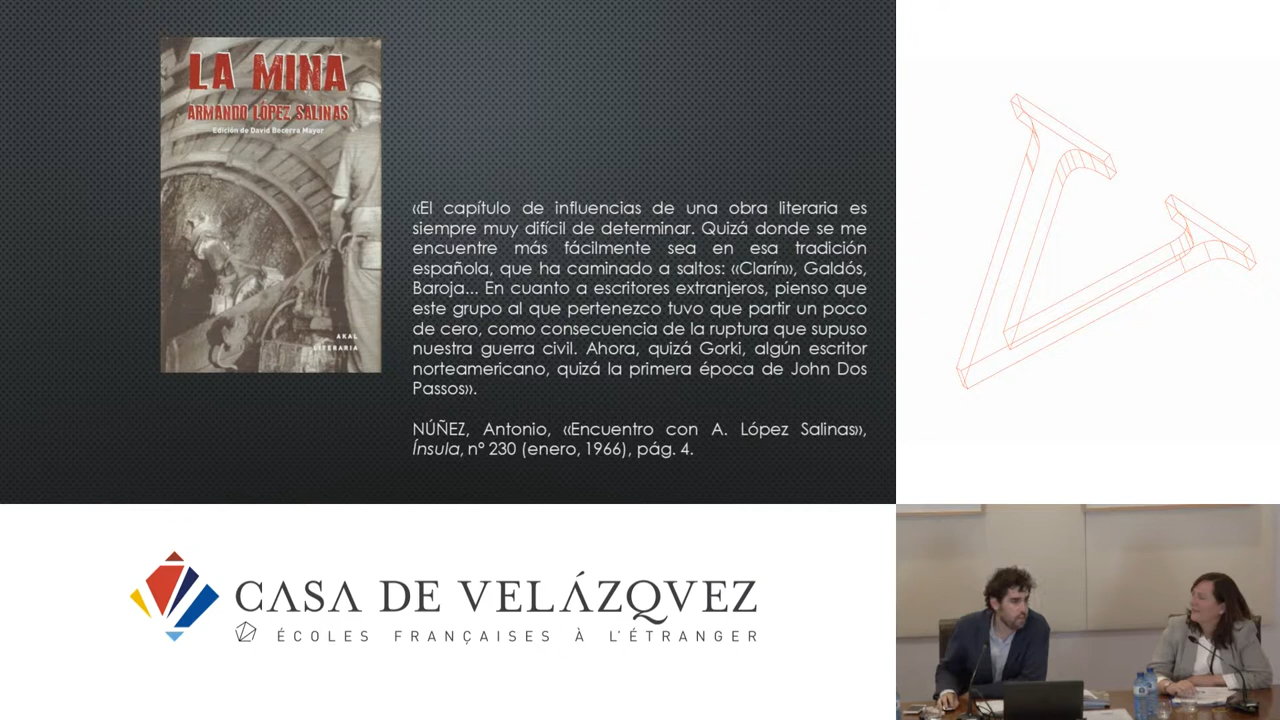 LA MINA
ARMANDO LÓPEZ SALINAS
Edición de David Becerra Mayor
AKAL
LITERARIA
«El capítulo de influencias de una obra literaria es
siempre muy difícil de determinar. Quizá donde se me
encuentre más fácilmente sea en esa tradición
española, que ha caminado a saltos: «Clarín», Galdós,
Baroja... En cuanto a escritores extranjeros, pienso que
este grupo al que pertenezco tuvo que partir un poco
de cero, como consecuencia de la ruptura que supuso
nuestra guerra civil. Ahora, quizá Gorki, algún escritor
norteamericano, quizá la primera época de John Dos
Passos».
NÚÑEZ, Antonio, «Encuentro con A. López Salinas»,
Ínsula, nº 230 (enero, 1966), pág. 4.
CASA DE VELÁZQVEZ
ÉCOLES FRANÇAISES À L'ÉTRANGER